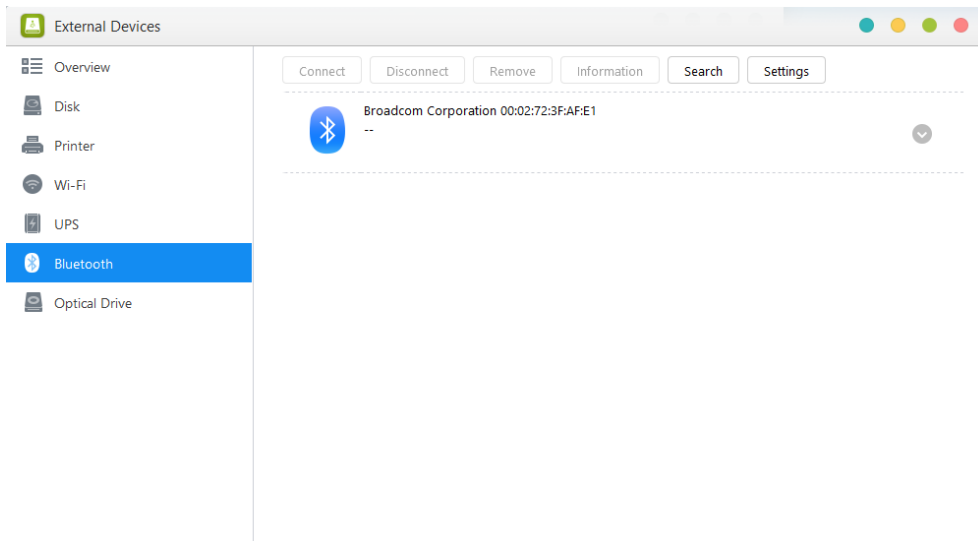 External Devices
Overview
Disk
Printer
Wi-Fi
UPS
Bluetooth
Optical Drive
Connect Disconnect Remove Information Search Settings
Broadcom Corporation 00:02:72:3F:AF:E1
--